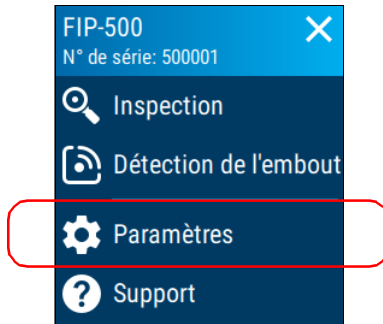 FIP-500
N° de série: 500001
Inspection
Détection de l'embout
Paramètres
Support